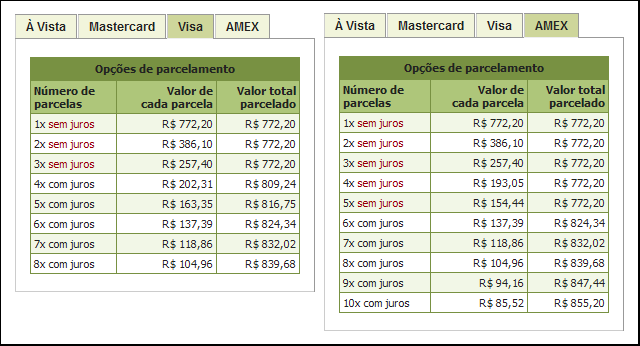 À Vista Mastercard Visa AMEX
Opções de parcelamento
Número de parcelas Valor de cada parcela Valor total parcelado
1x sem juros R$ 772,20 R$ 772,20
2x sem juros R$ 386,10 R$ 772,20
3x sem juros R$ 257,40 R$ 772,20
4x com juros R$ 202,31 R$ 809,24
5x com juros R$ 163,35 R$ 816,75
6x com juros R$ 137,39 R$ 824,34
7x com juros R$ 118,86 R$ 832,02
8x com juros R$ 104,96 R$ 839,68
À Vista Mastercard Visa AMEX
Opções de parcelamento
Número de parcelas Valor de cada parcela Valor total parcelado
1x sem juros R$ 772,20 R$ 772,20
2x sem juros R$ 386,10 R$ 772,20
3x sem juros R$ 257,40 R$ 772,20
4x sem juros R$ 193,05 R$ 772,20
5x sem juros R$ 154,44 R$ 772,20
6x com juros R$ 137,39 R$ 824,34
7x com juros R$ 118,86 R$ 832,02
8x com juros R$ 104,96 R$ 839,68
9x com juros R$ 94,16 R$ 847,44
10x com juros R$ 85,52 R$ 855,20